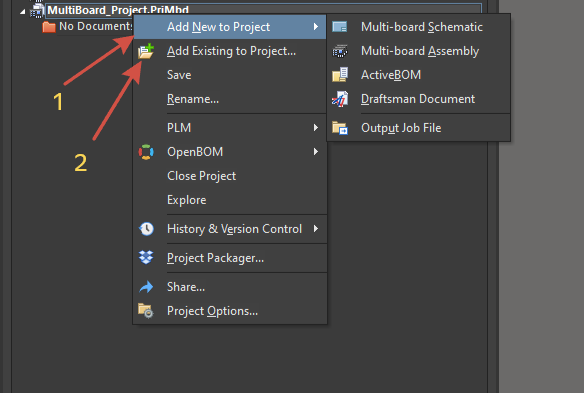 MultiBoard_Project.PrjMbd
No Documents
Add New to Project
Add Existing to Project...
Save
Rename...
PLM
OpenBOM
Close Project
Explore
History & Version Control
Project Packager...
Share...
Project Options...
Multi-board Schematic
Multi-board Assembly
ActiveBOM
Draftsman Document
Output Job File
1
2